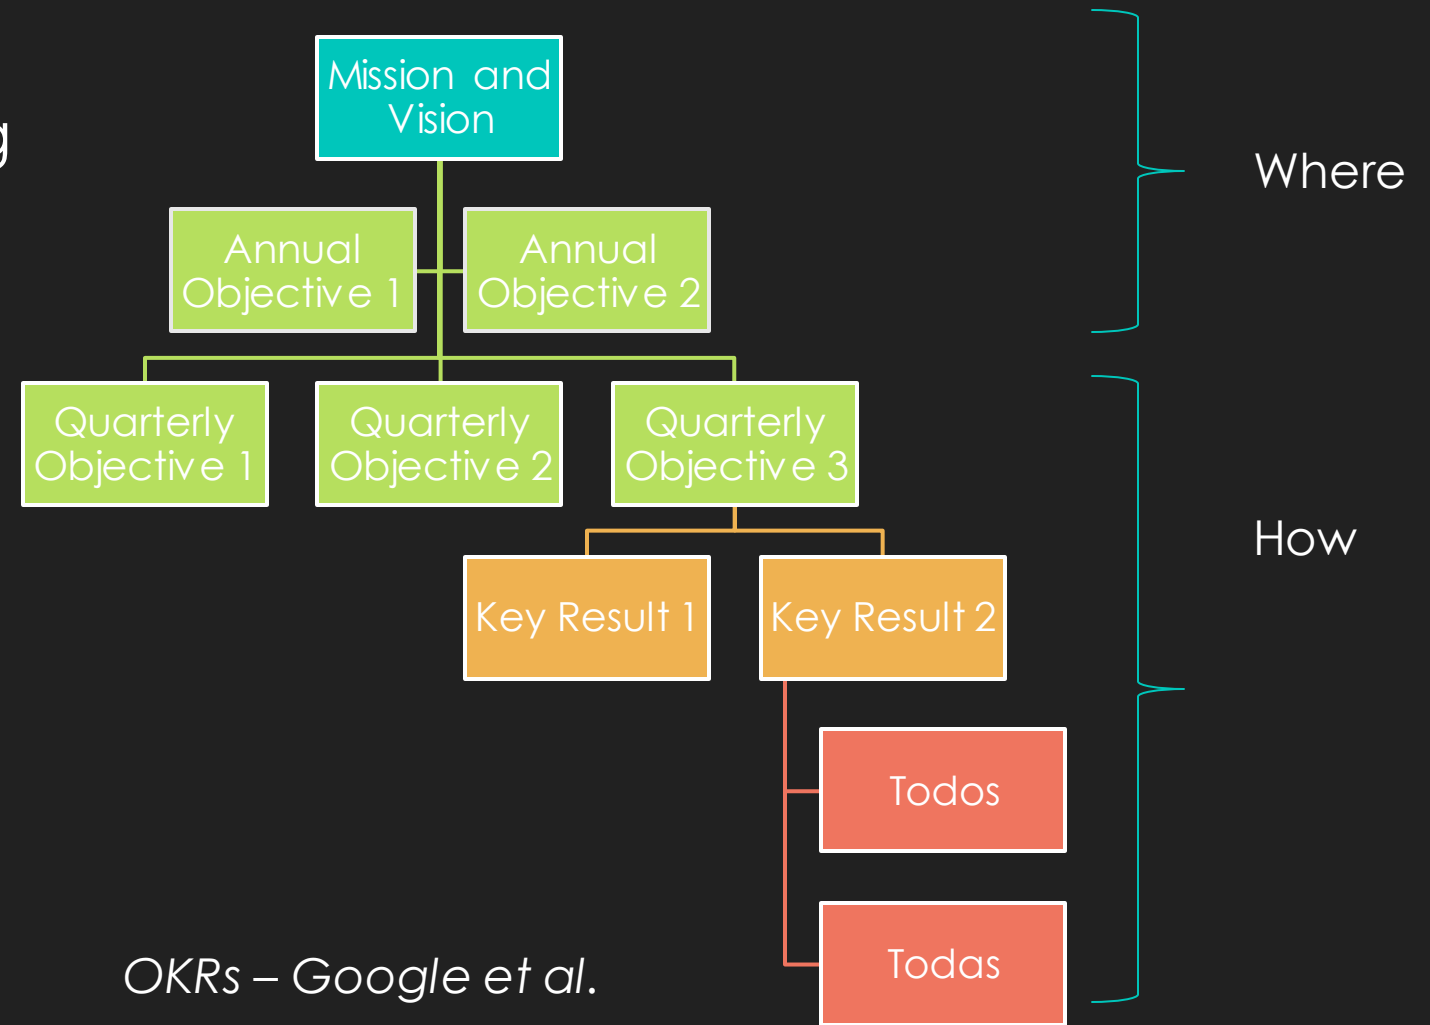 Mission and
Vision
g
Where
Annual
Objective 1
Annual
Objective 2
Quarterly
Objective 1
Quarterly
Objective 2
Quarterly
Objective 3
How
Key Result 1
Key Result 2
Todos
Todas
OKRs – Google et al.